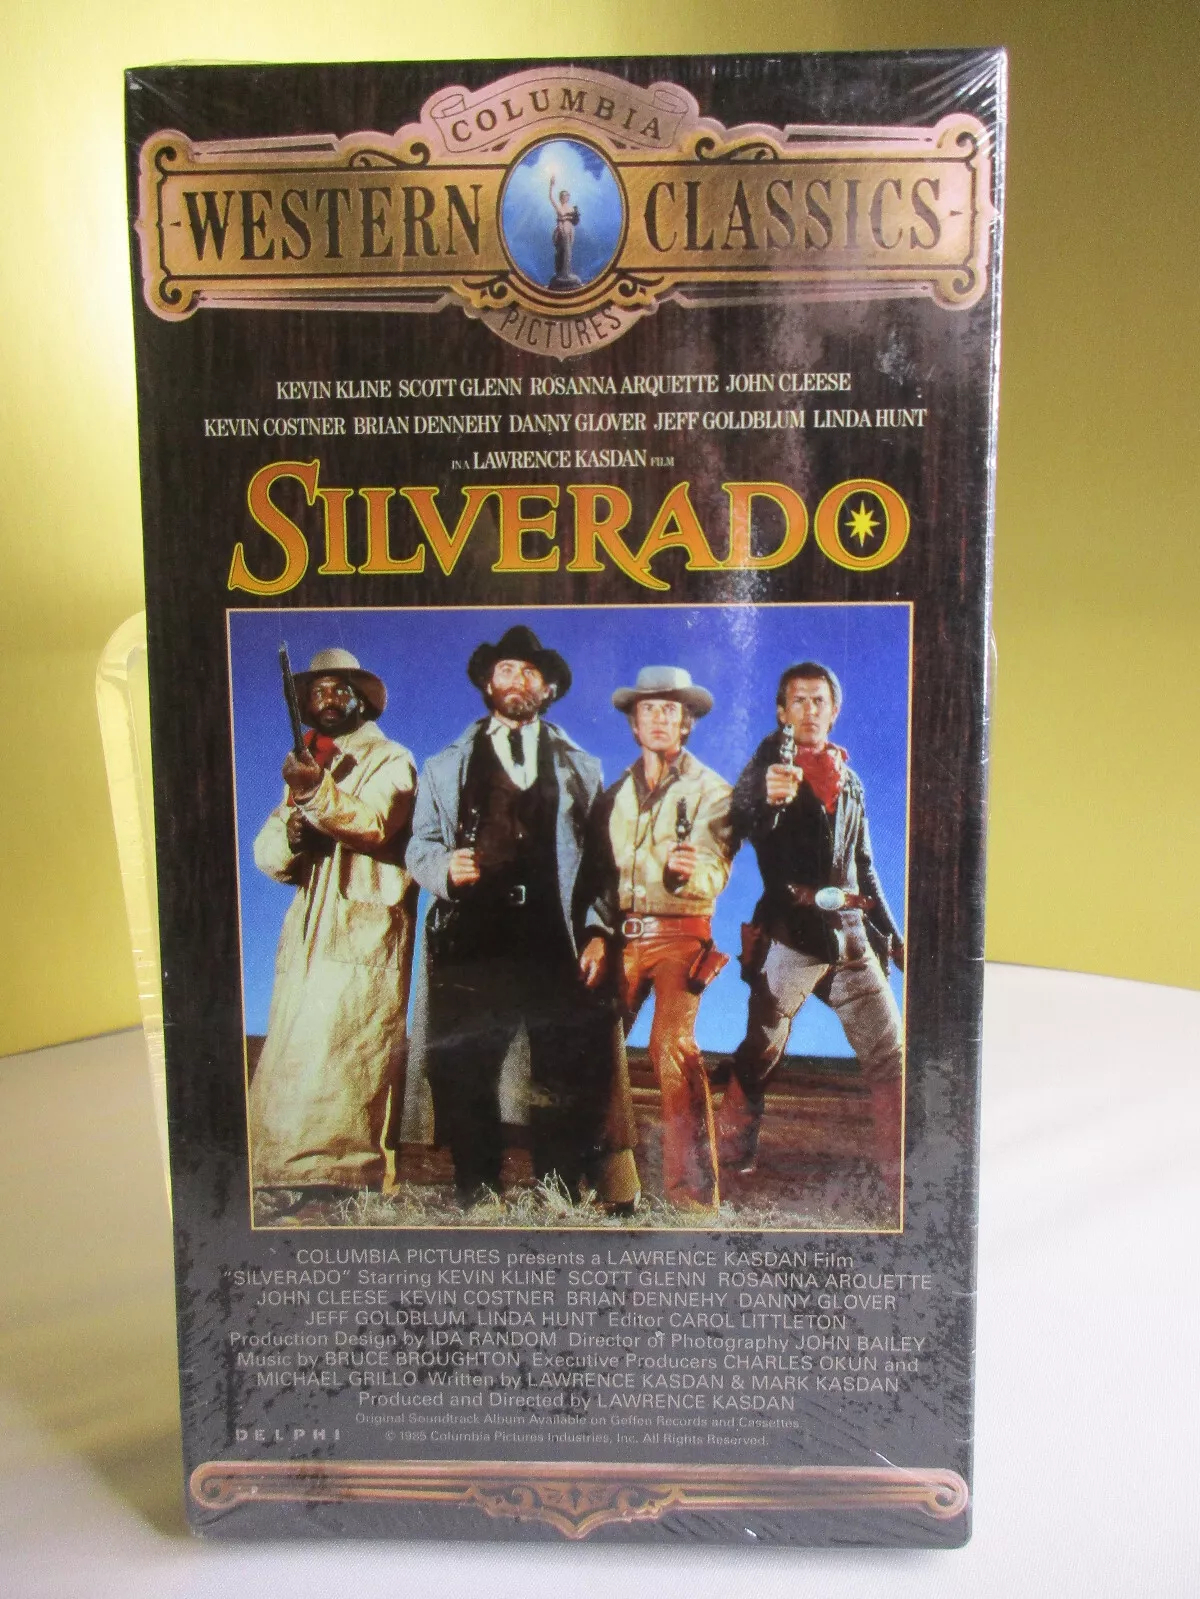 COLUMBIA
WESTERN CLASSICS
PICTURES
KEVIN KLINE SCOTT GLENN ROSANNA ARQUETTE JOHN CLEESE
KEVIN COSTNER BRIAN DENNEHY DANNY GLOVER JEFF GOLDBLUM LINDA HUNT
IN A LAWRENCE KASDAN FILM
SILVERADO
COLUMBIA PICTURES presents a LAWRENCE KASDAN Film
"SILVERADO" Starring KEVIN KLINE SCOTT GLENN ROSANNA ARQUETTE
JOHN CLEESE KEVIN COSTNER BRIAN DENNEHY DANNY GLOVER
JEFF GOLDBLUM LINDA HUNT Editor CAROL LITTLETON
Production Design by IDA RANDOM Director of Photography JOHN BAILEY
Music by BRUCE BROUGHTON Executive Producers CHARLES OKUN and
MICHAEL GRILLO Written by LAWRENCE KASDAN & MARK KASDAN
Produced and Directed by LAWRENCE KASDAN
Original Soundtrack Album Available on Geffen Records and Cassettes
DELPHI © 1985 Columbia Pictures Industries, Inc. All Rights Reserved.